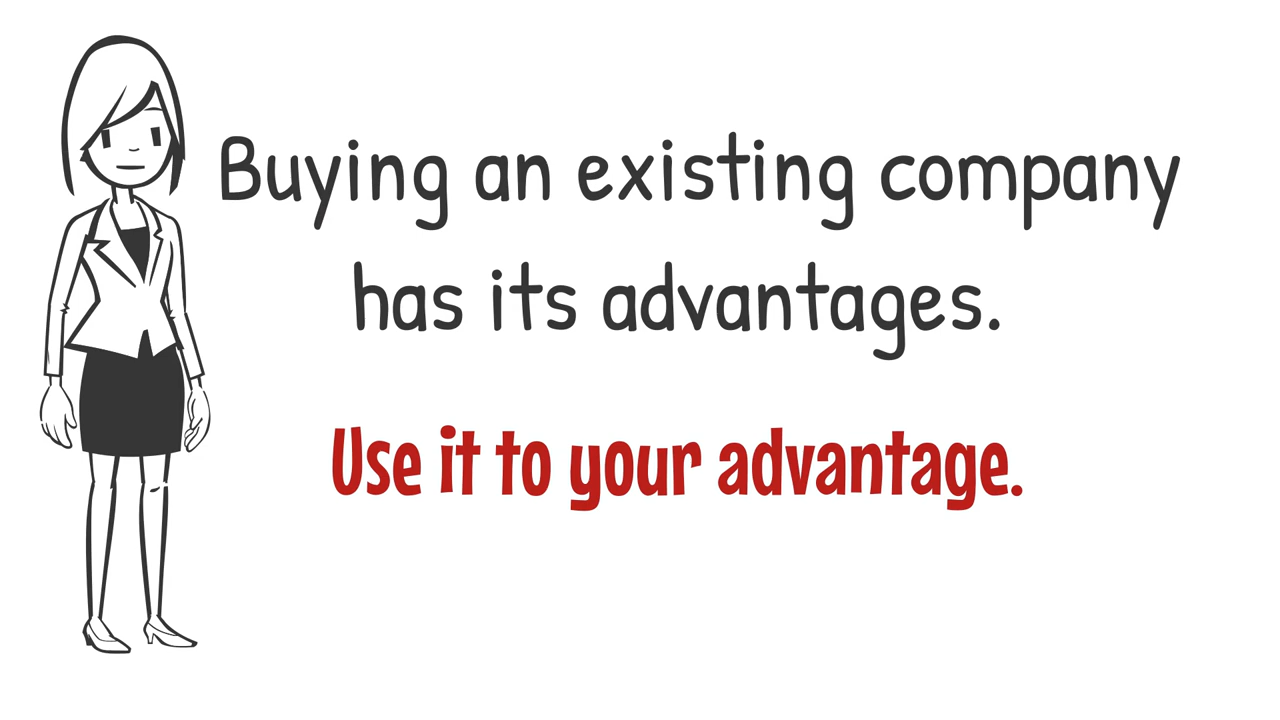 Buying an existing company
has its advantages.
Use it to your advantage.